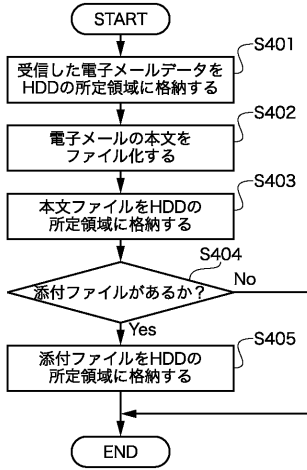 START
S401
受信した電子メールデータを
HDDの所定領域に格納する
S402
電子メールの本文を
ファイル化する
S403
本文ファイルをHDDの
所定領域に格納する
S404
添付ファイルがあるか？
No
Yes
S405
添付ファイルをHDDの
所定領域に格納する
END